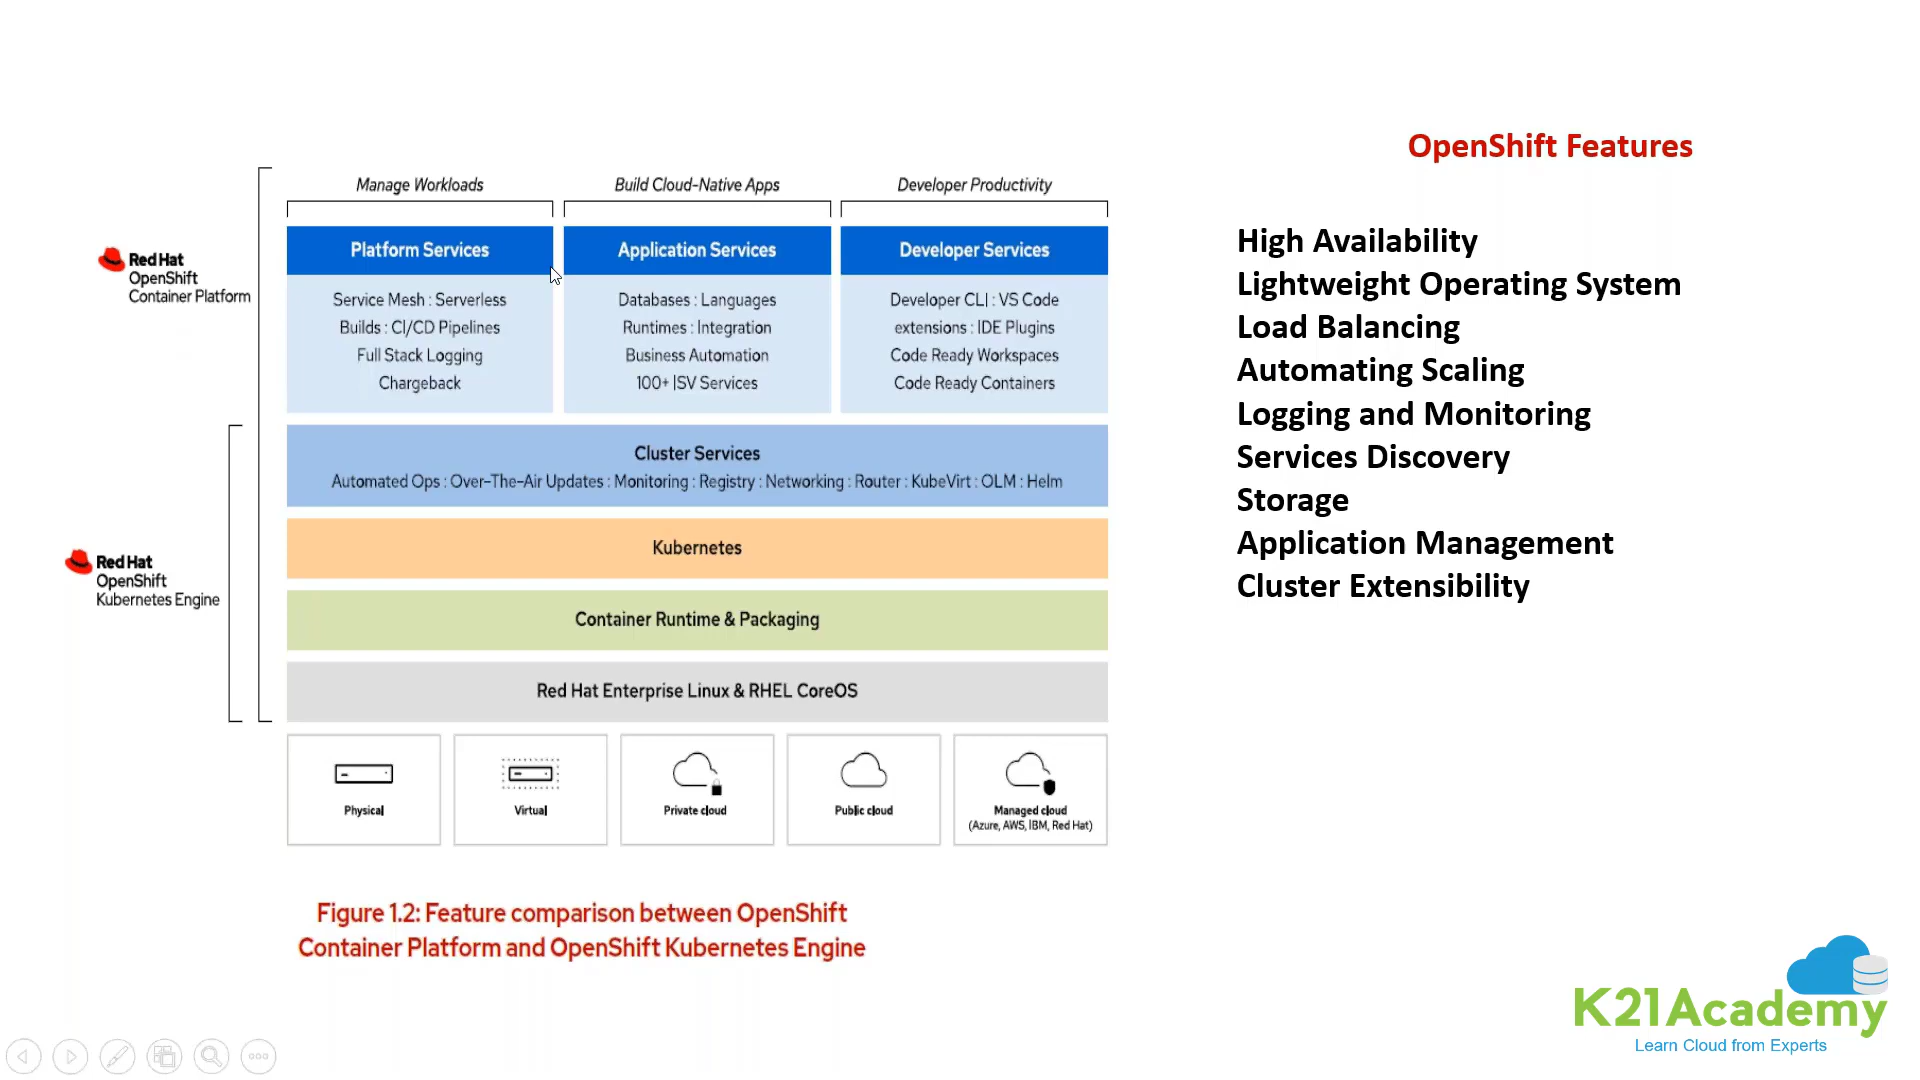 OpenShift Features
High Availability
Lightweight Operating System
Load Balancing
Automating Scaling
Logging and Monitoring
Services Discovery
Storage
Application Management
Cluster Extensibility
Red Hat
OpenShift
Container Platform
Red Hat
OpenShift
Kubernetes Engine
Manage Workloads
Build Cloud-Native Apps
Developer Productivity
Platform Services
Service Mesh : Serverless
Builds : CI/CD Pipelines
Full Stack Logging
Chargeback
Application Services
Databases : Languages
Runtimes : Integration
Business Automation
100+ ISV Services
Developer Services
Developer CLI : VS Code
extensions : IDE Plugins
Code Ready Workspaces
Code Ready Containers
Cluster Services
Automated Ops : Over-The-Air Updates : Monitoring : Registry : Networking : Router : KubeVirt : OLM : Helm
Kubernetes
Container Runtime & Packaging
Red Hat Enterprise Linux & RHEL CoreOS
Physical
Virtual
Private cloud
Public cloud
Managed cloud
(Azure, AWS, IBM, Red Hat)
Figure 1.2: Feature comparison between OpenShift
Container Platform and OpenShift Kubernetes Engine
K21Academy
Learn Cloud from Experts